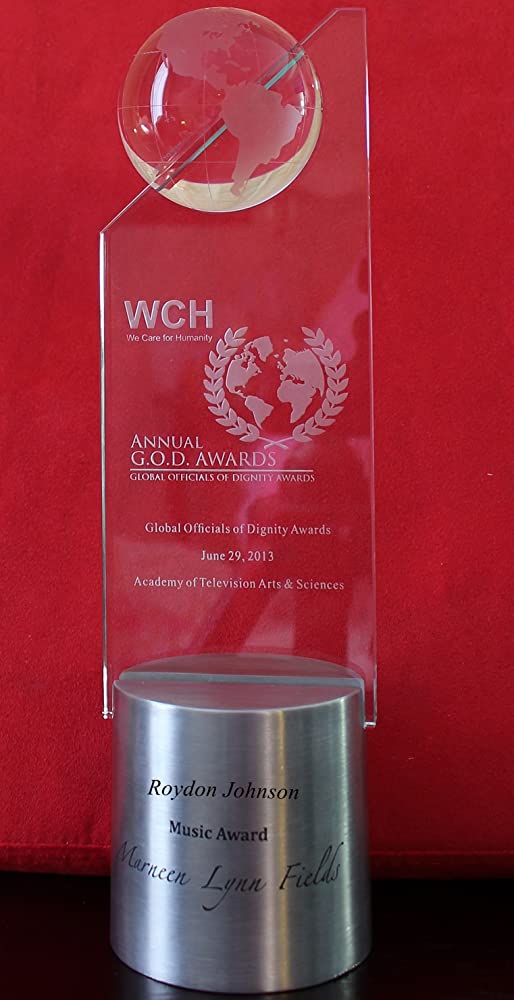 WCH
We Care for Humanity
ANNUAL
G.O.D. AWARDS
GLOBAL OFFICIALS OF DIGNITY AWARDS
Global Officials of Dignity Awards
June 29, 2013
Academy of Television Arts & Sciences
Roydon Johnson
Music Award
Marneen Lynn Fields